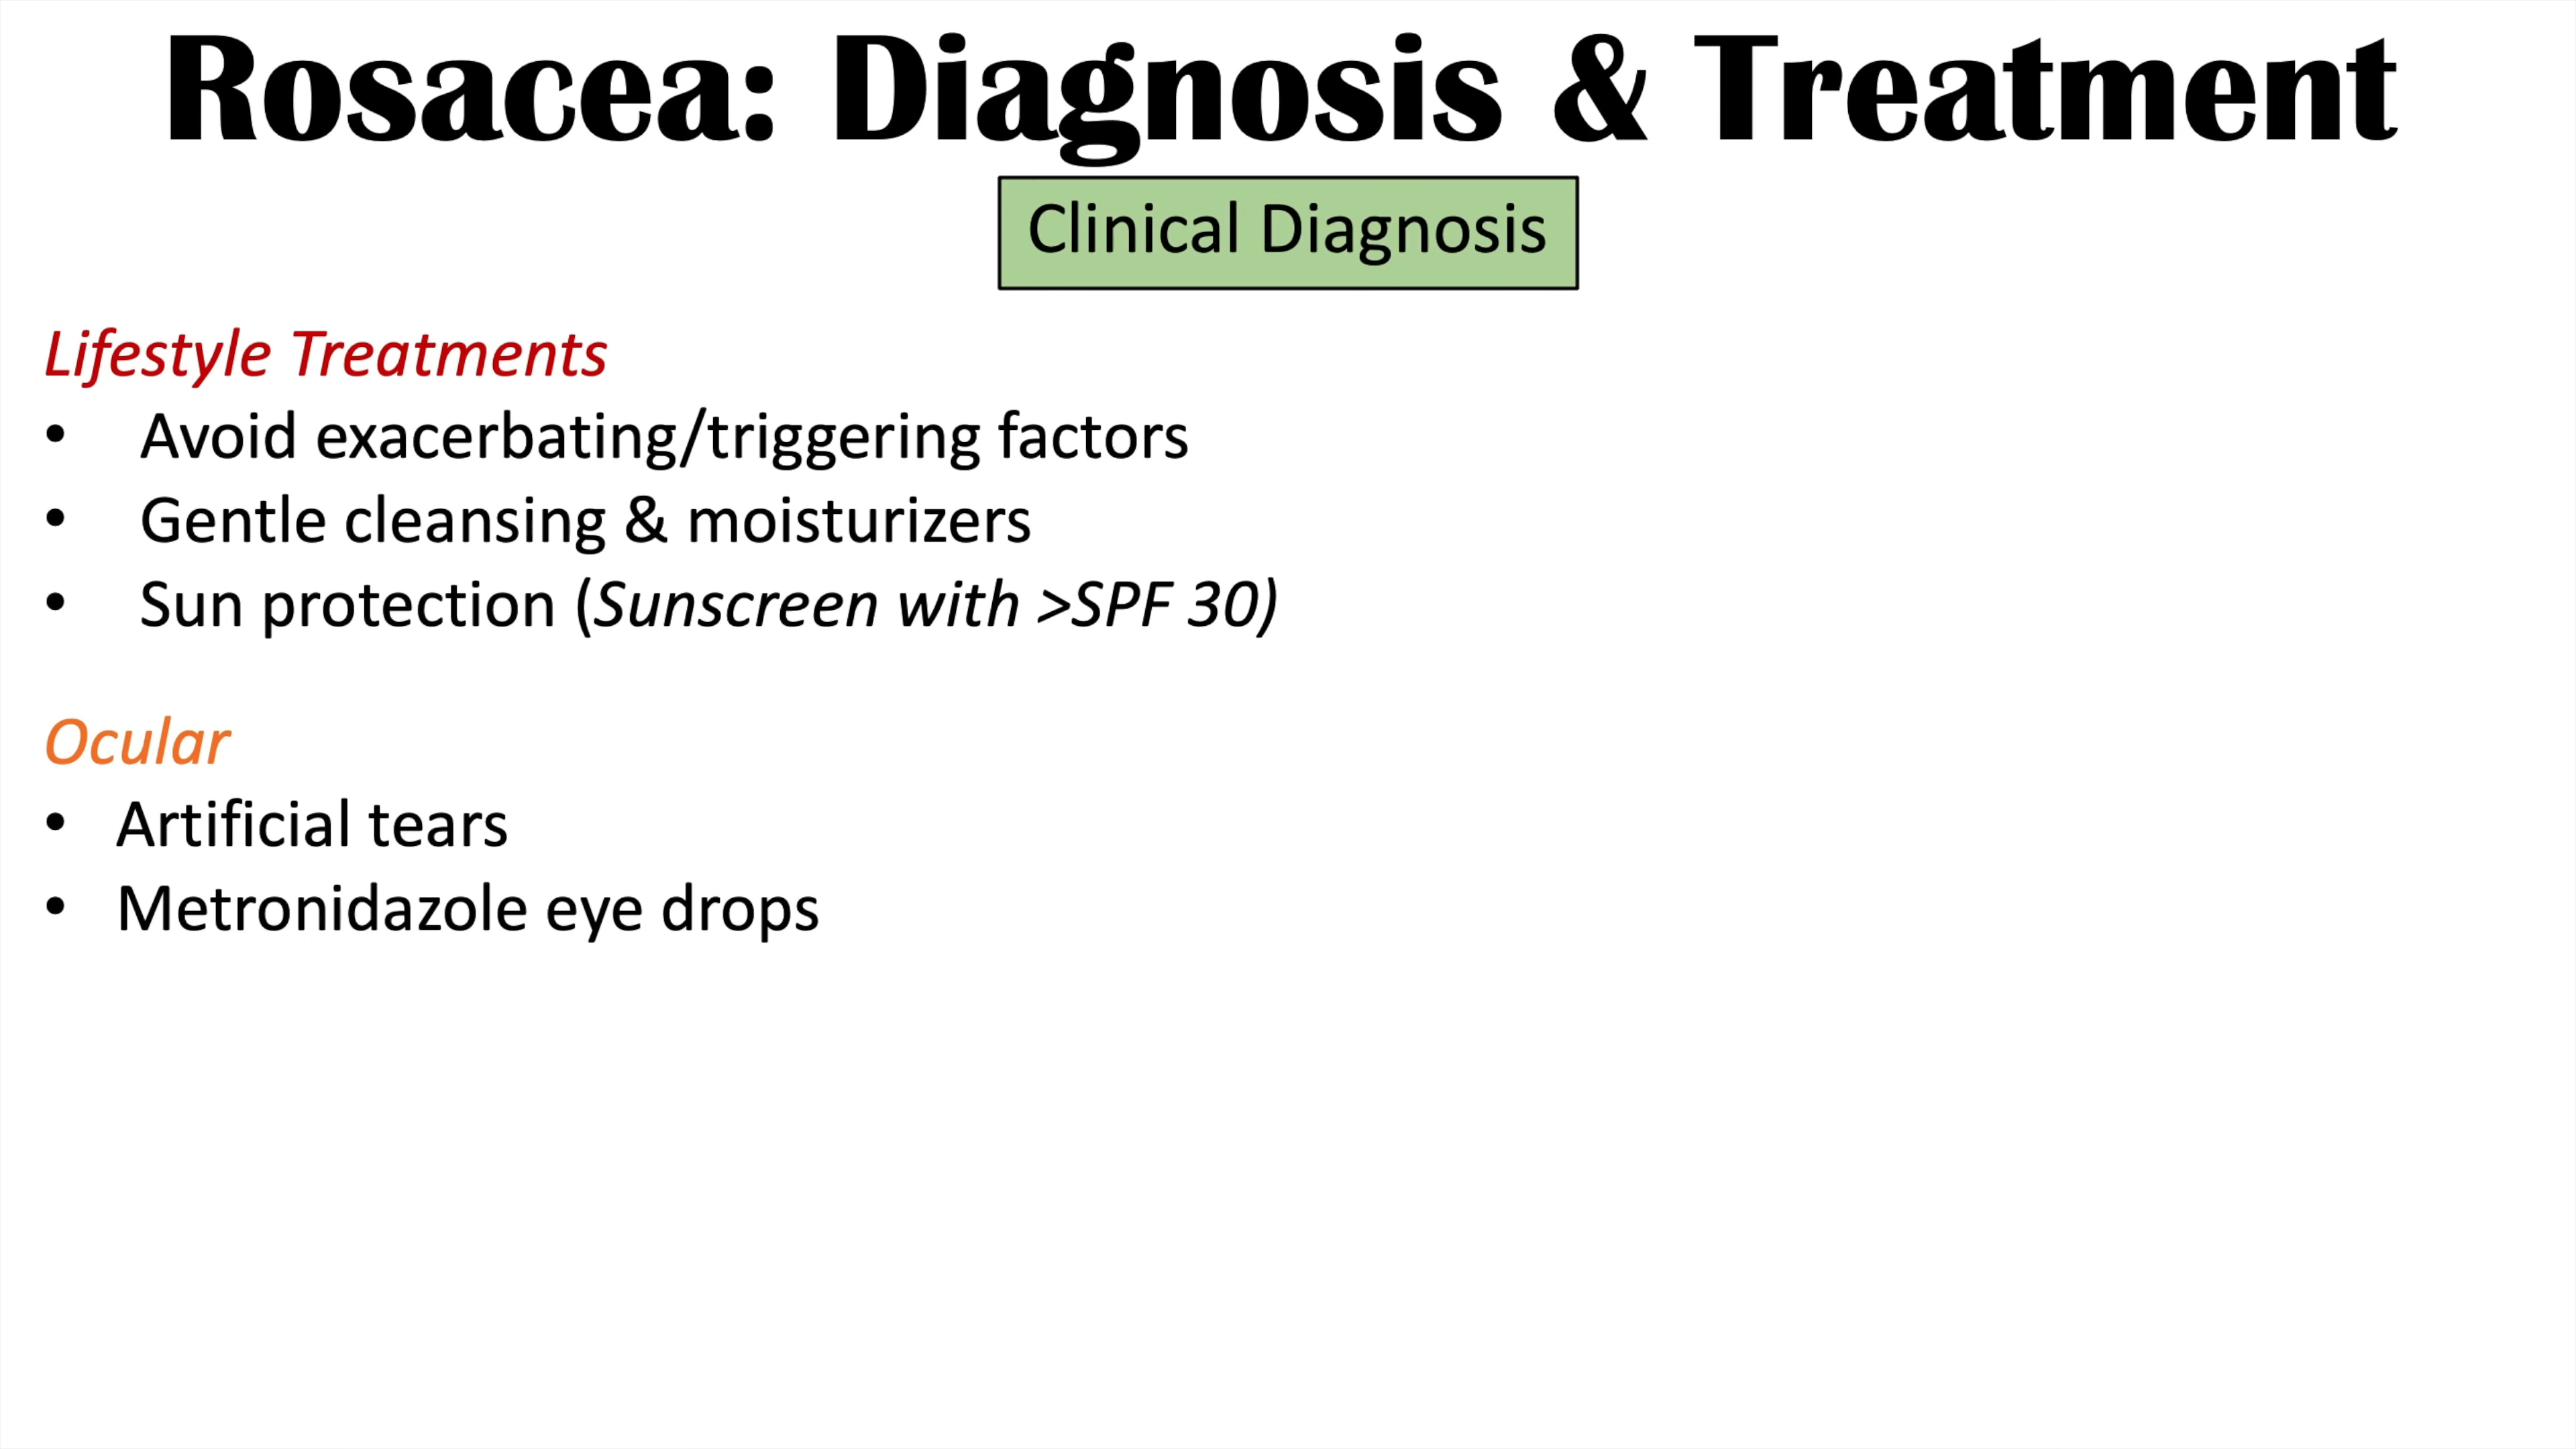 Rosacea: Diagnosis & Treatment
Clinical Diagnosis
Lifestyle Treatments
• Avoid exacerbating/triggering factors
• Gentle cleansing & moisturizers
• Sun protection (Sunscreen with >SPF 30)
Ocular
• Artificial tears
• Metronidazole eye drops